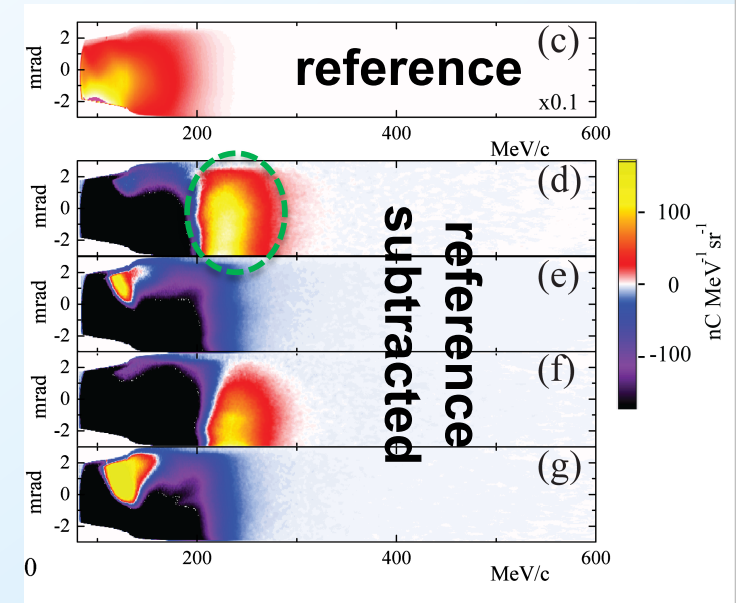 (c)
mrad
2
0
-2
reference
x0.1
200
400
600
MeV/c
(d)
mrad
2
0
-2
(e)
mrad
2
0
-2
(f)
mrad
2
0
-2
(g)
mrad
2
0
-2
reference
subtracted
200
400
600
MeV/c
0
100
0
-100
nC MeV⁻¹ sr⁻¹